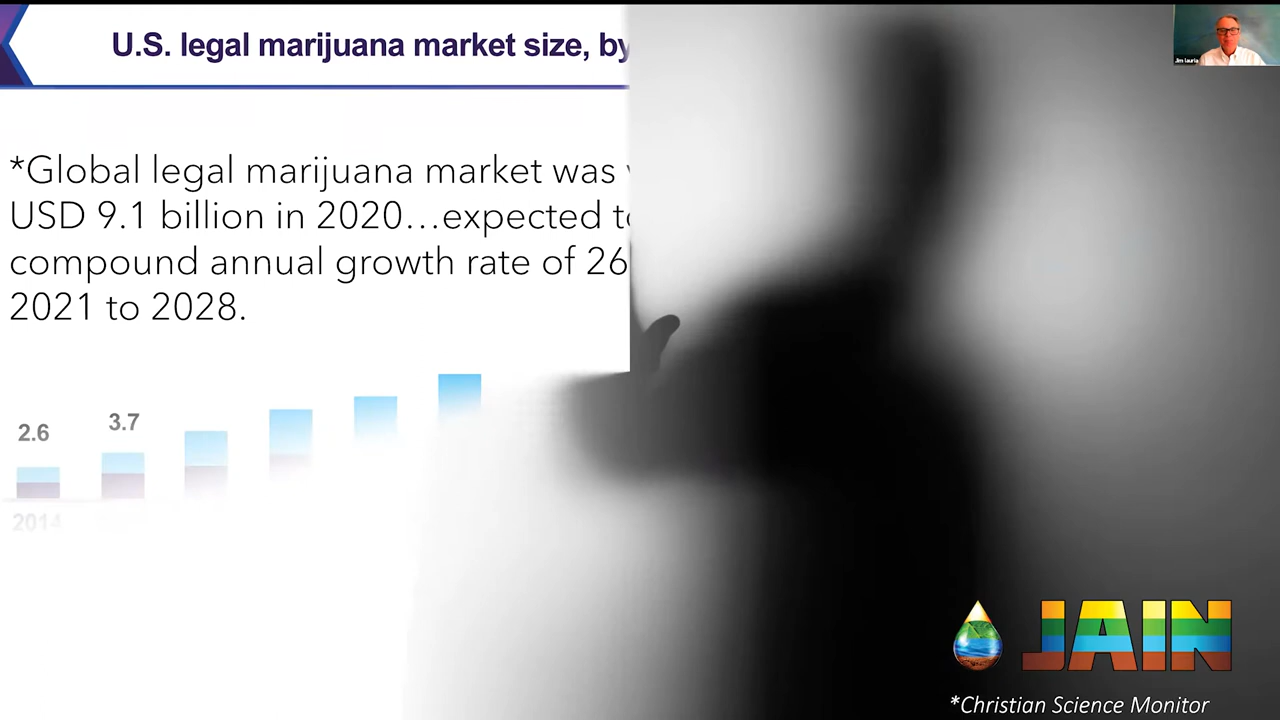 U.S. legal marijuana market size, by
Jim Lauria
*Global legal marijuana market was
USD 9.1 billion in 2020...expected to
compound annual growth rate of 26
2021 to 2028.
2.6
3.7
2014
JAIN
*Christian Science Monitor